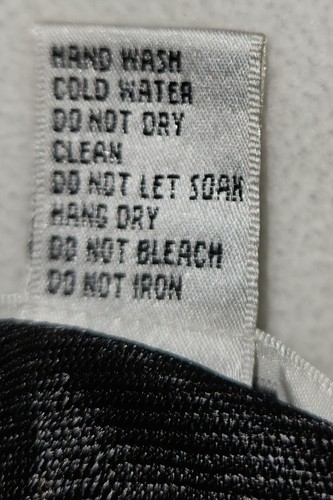 HAND WASH
COLD WATER
DO NOT DRY
CLEAN
DO NOT LET SOAK
HANG DRY
DO NOT BLEACH
DO NOT IRON